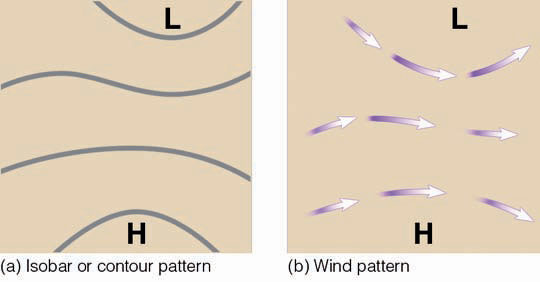 L
H
(a) Isobar or contour pattern
L
H
(b) Wind pattern